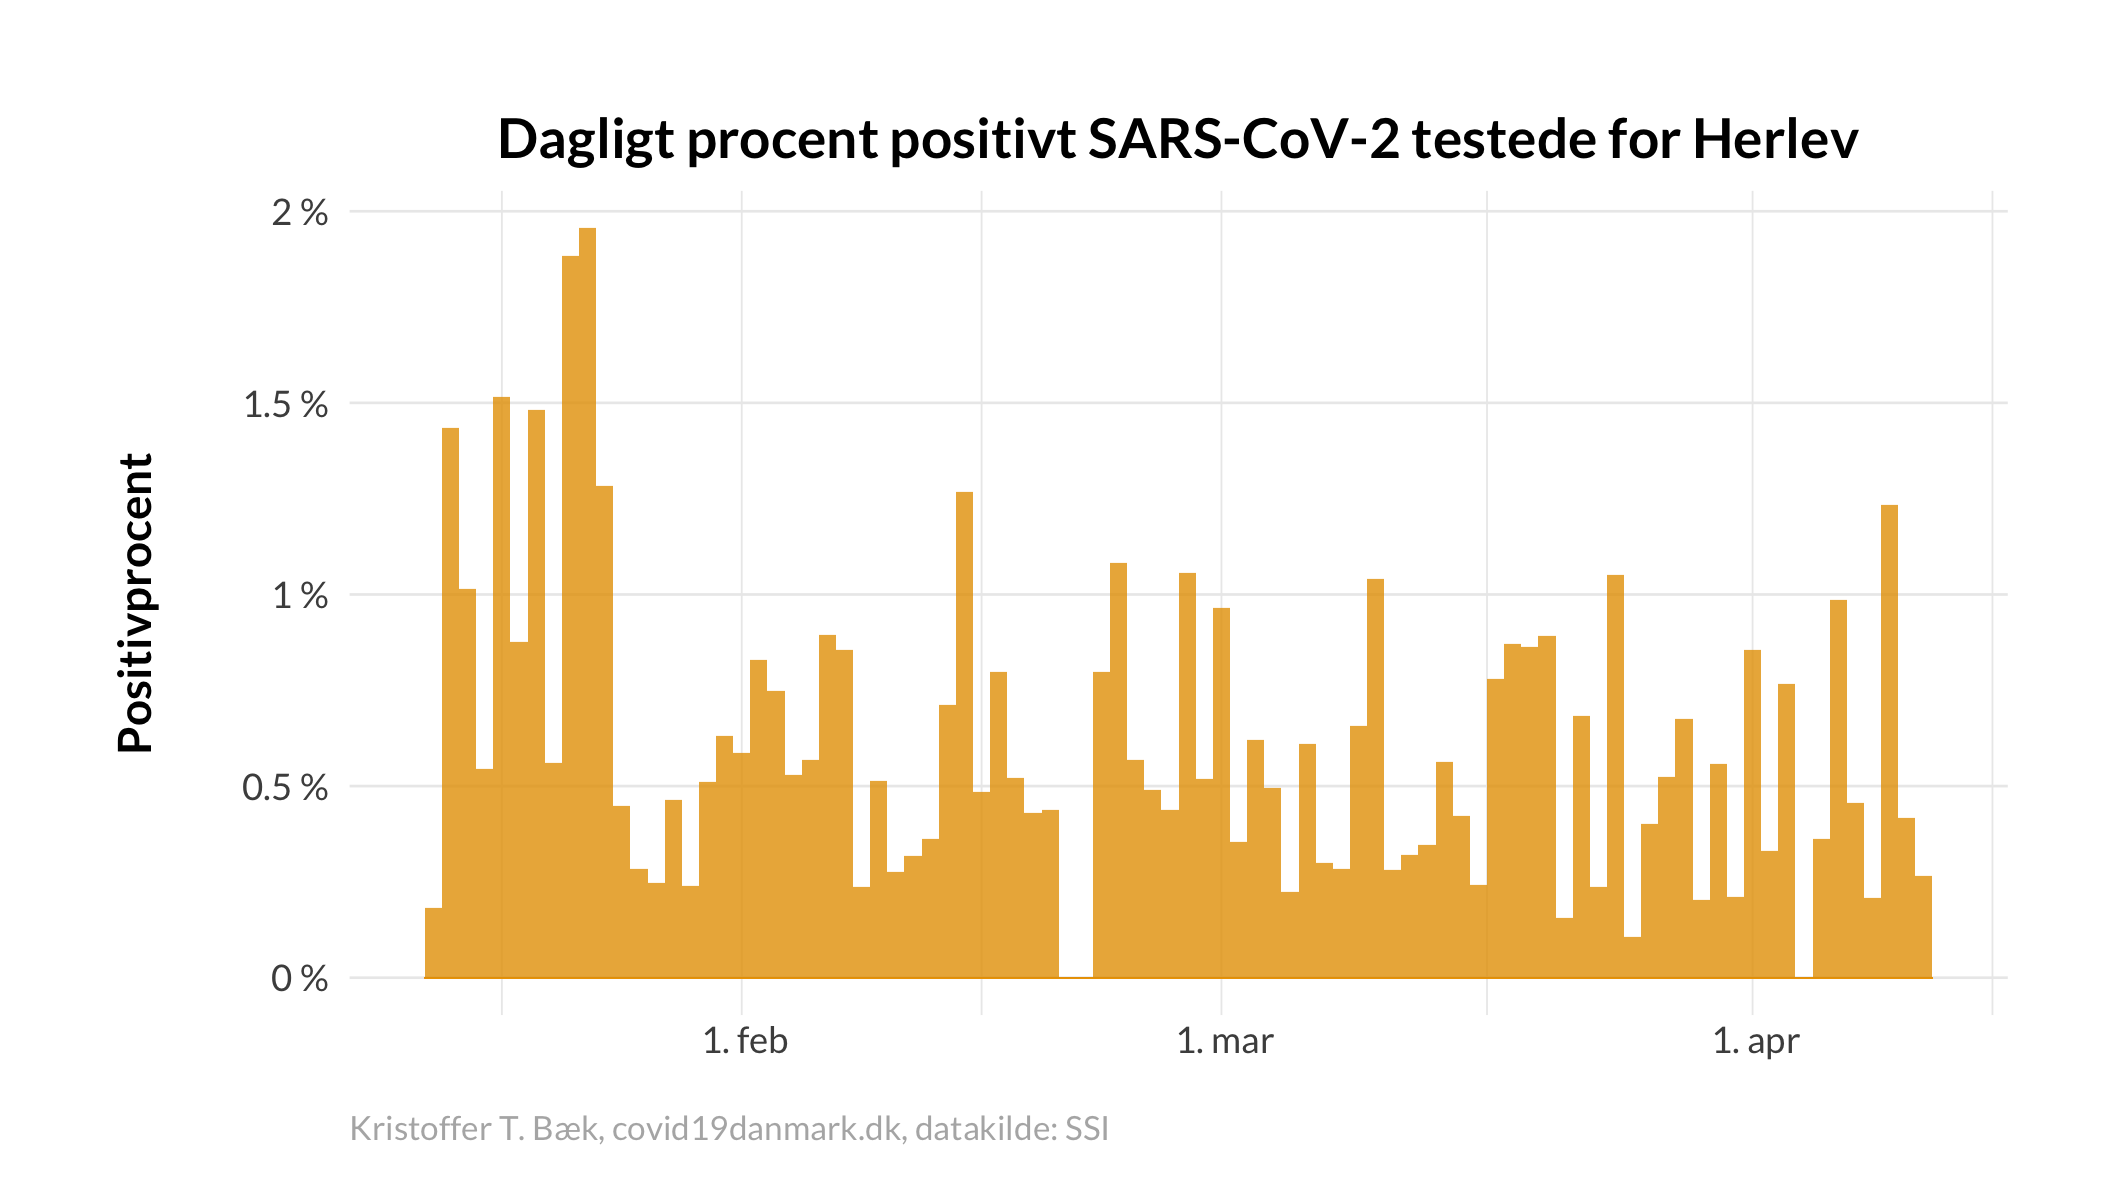 Dagligt procent positivt SARS-CoV-2 testede for Herlev
Positivprocent
2 %
1.5 %
1 %
0.5 %
0 %
1. feb
1. mar
1. apr
Kristoffer T. Bæk, covid19danmark.dk, datakilde: SSI